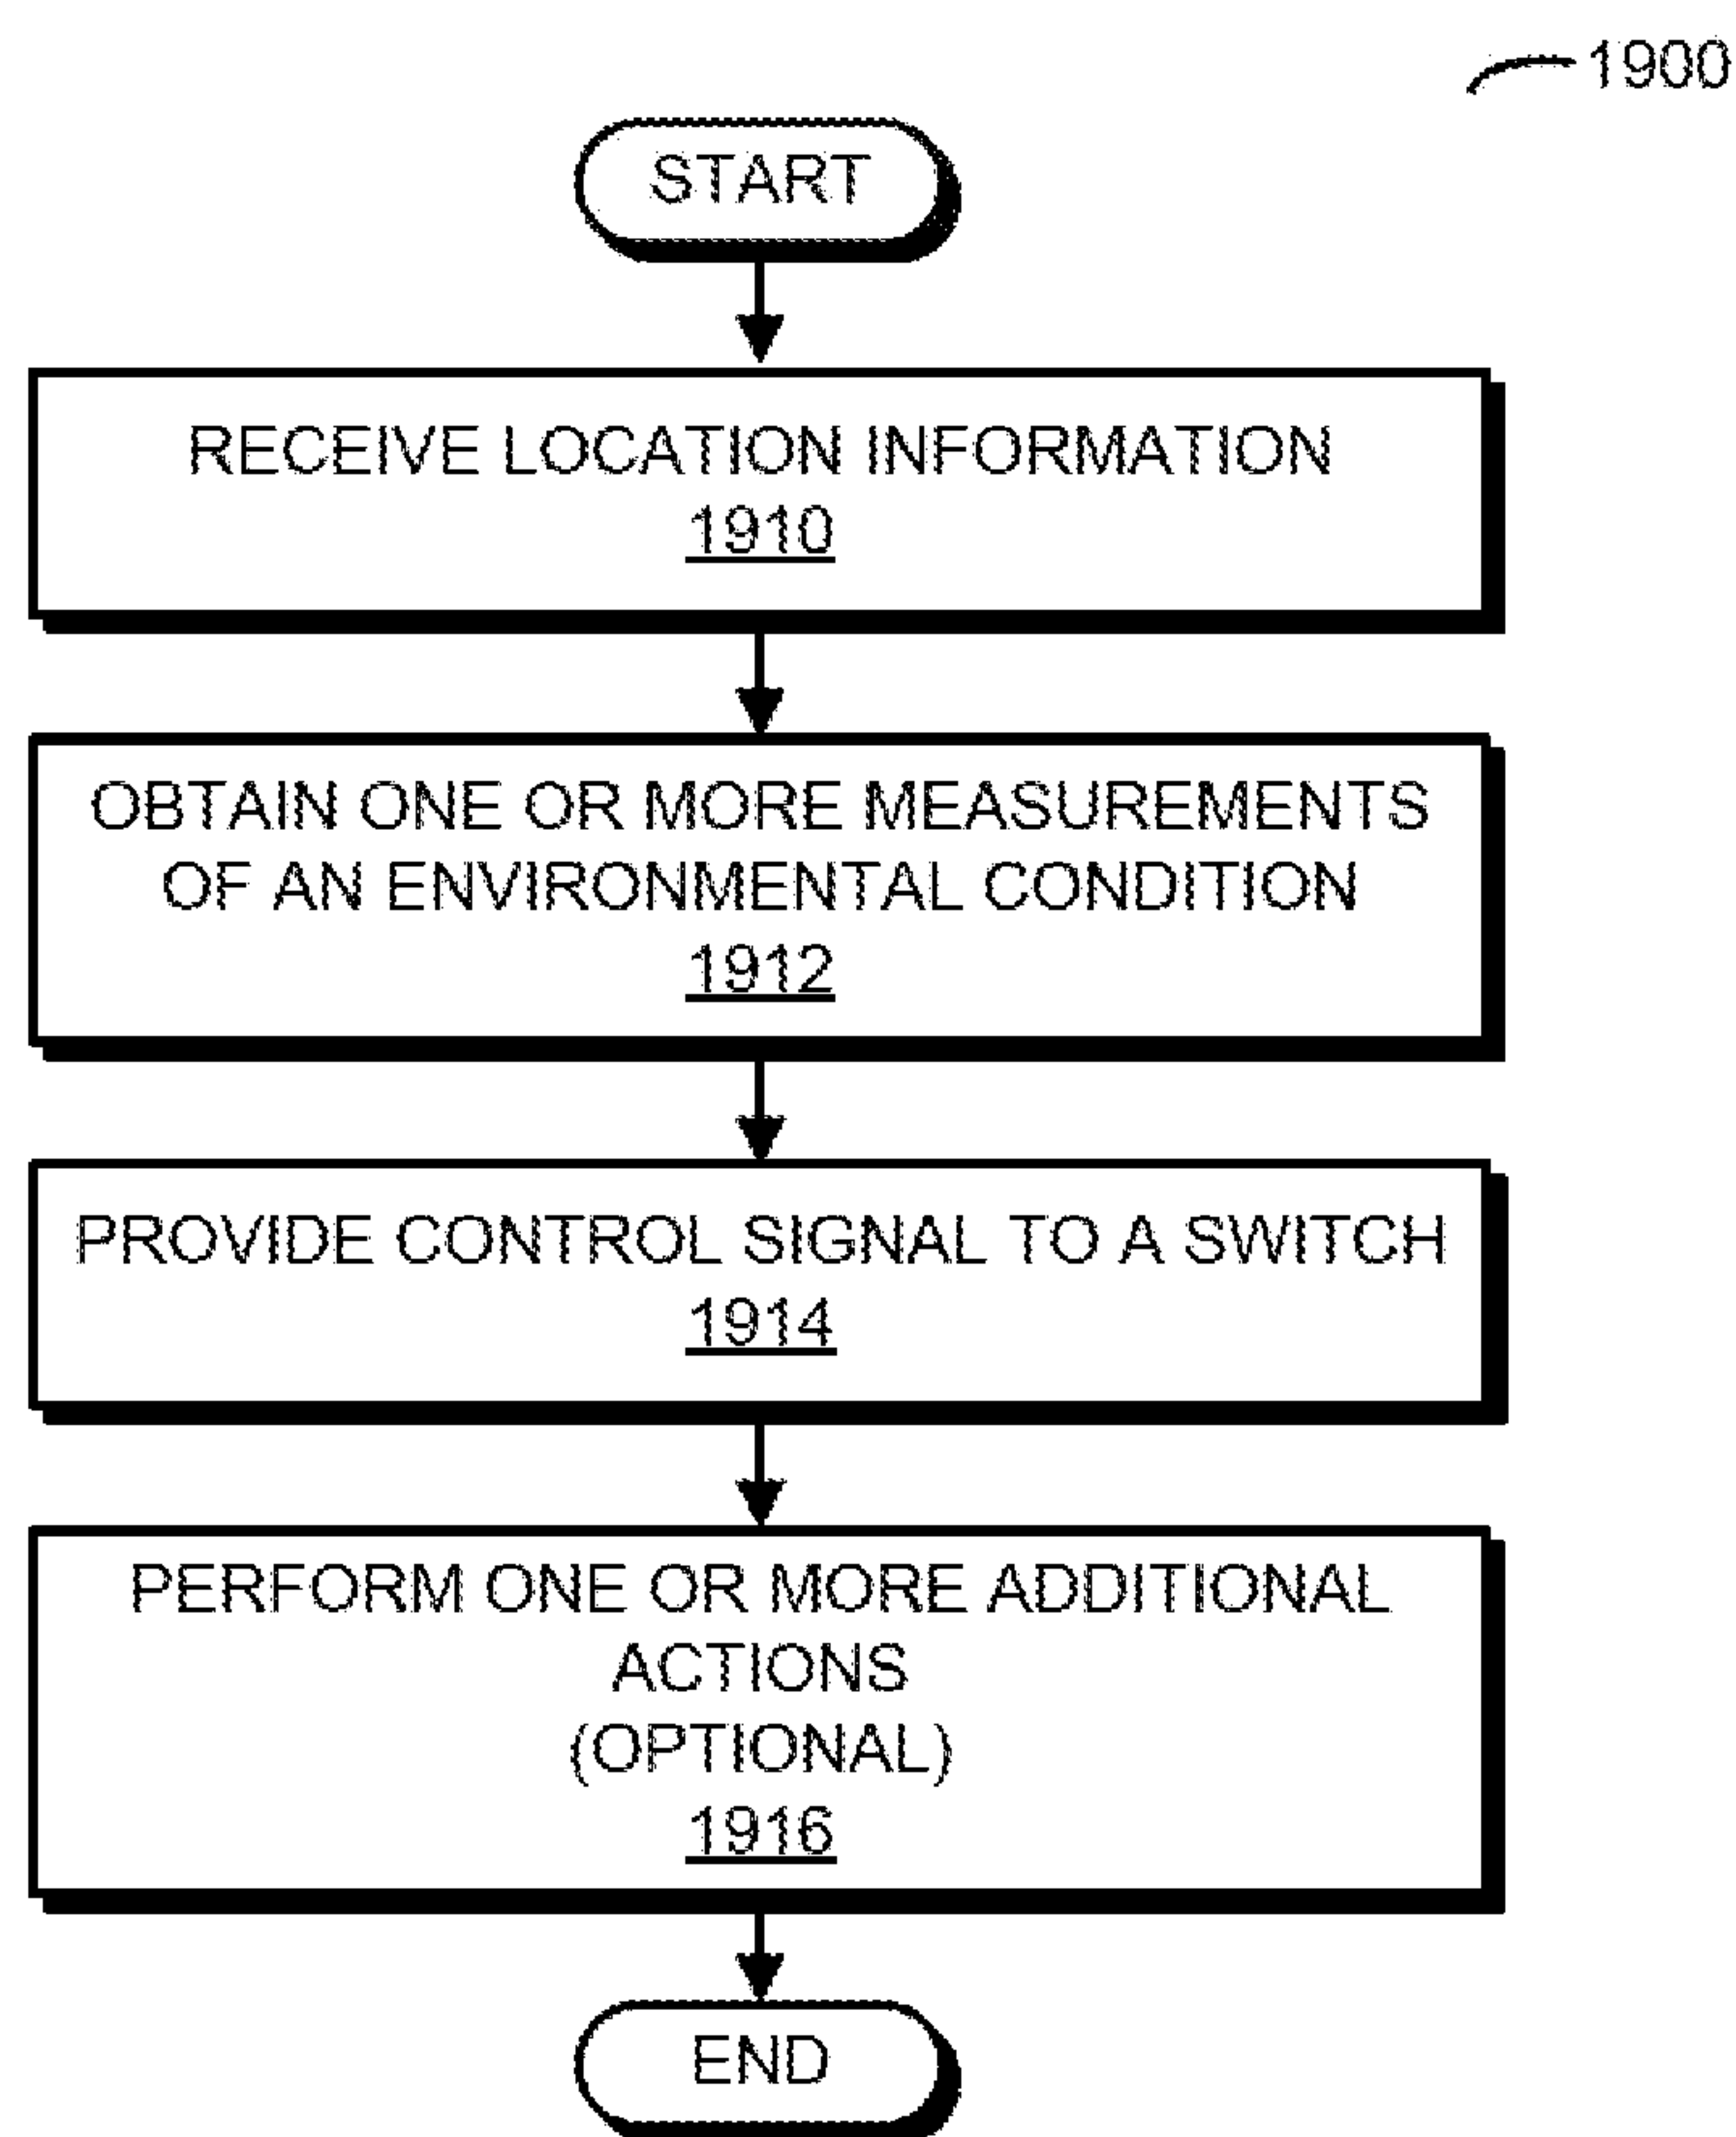 1900
START
RECEIVE LOCATION INFORMATION
1910
OBTAIN ONE OR MORE MEASUREMENTS
OF AN ENVIRONMENTAL CONDITION
1912
PROVIDE CONTROL SIGNAL TO A SWITCH
1914
PERFORM ONE OR MORE ADDITIONAL
ACTIONS
(OPTIONAL)
1916
END